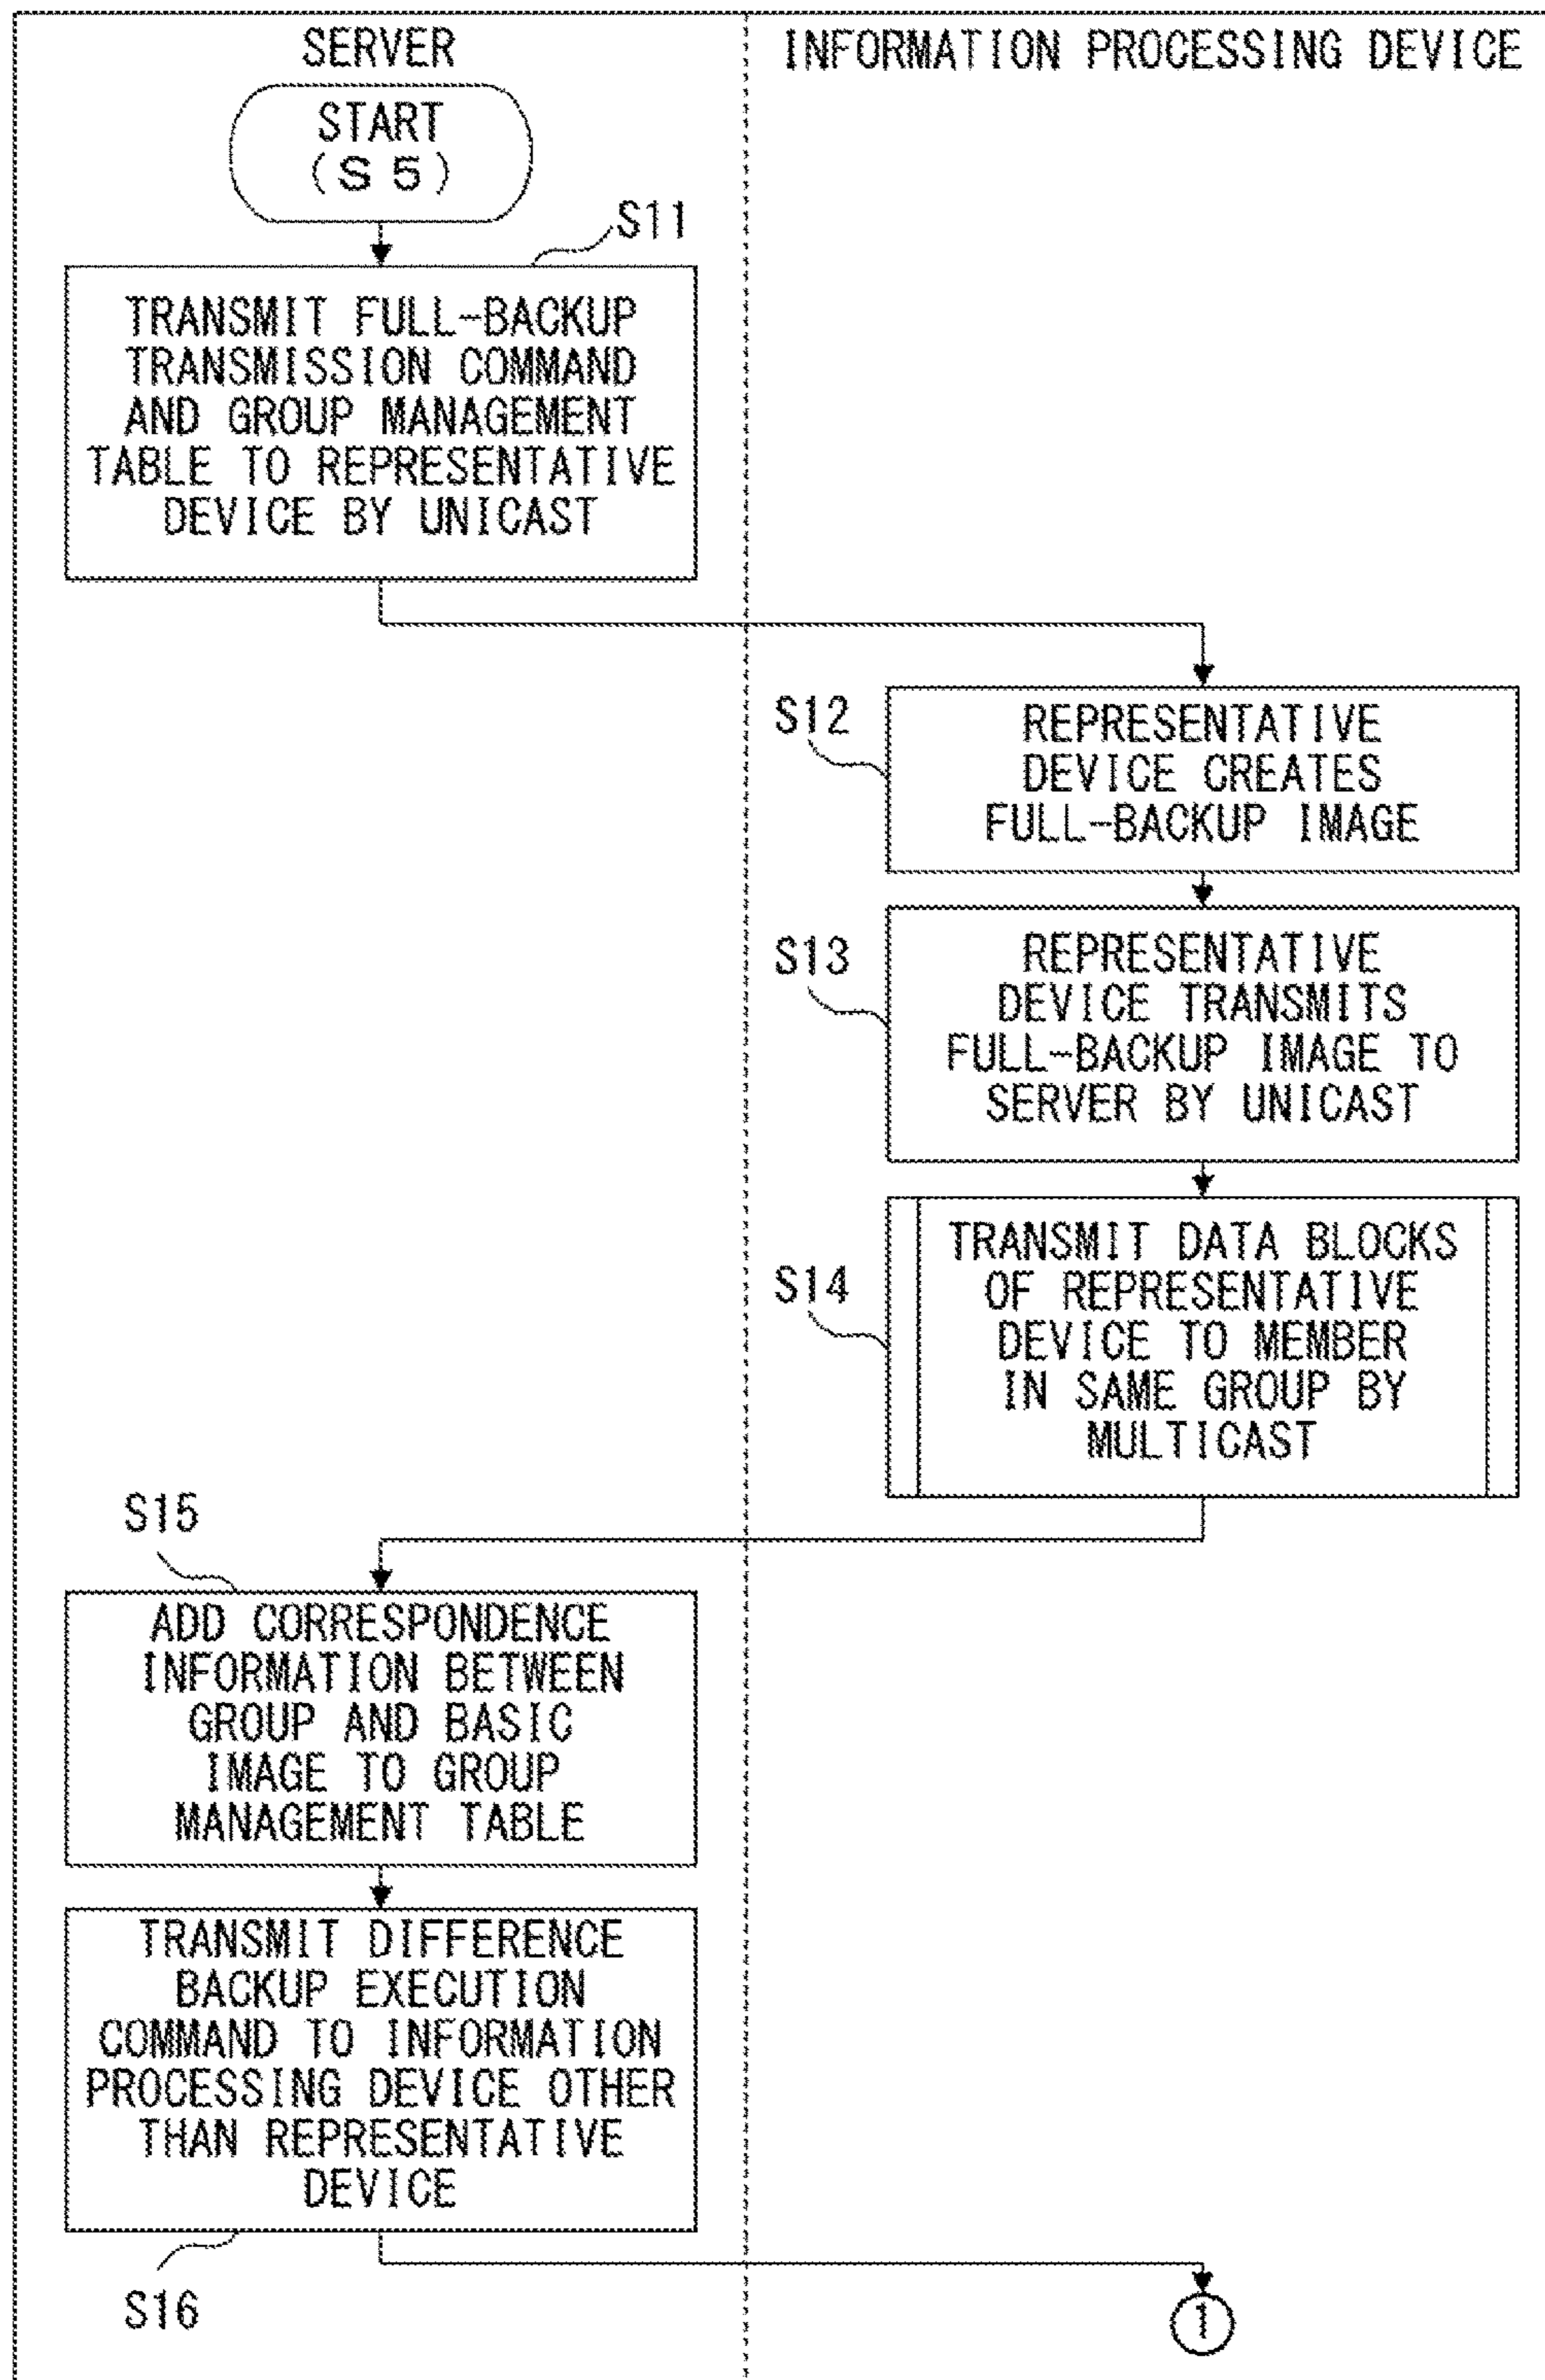 SERVER
INFORMATION PROCESSING DEVICE
START
(S5)
S11
TRANSMIT FULL-BACKUP
TRANSMISSION COMMAND
AND GROUP MANAGEMENT
TABLE TO REPRESENTATIVE
DEVICE BY UNICAST
S12
REPRESENTATIVE
DEVICE CREATES
FULL-BACKUP IMAGE
S13
REPRESENTATIVE
DEVICE TRANSMITS
FULL-BACKUP IMAGE TO
SERVER BY UNICAST
S14
TRANSMIT DATA BLOCKS
OF REPRESENTATIVE
DEVICE TO MEMBER
IN SAME GROUP BY
MULTICAST
S15
ADD CORRESPONDENCE
INFORMATION BETWEEN
GROUP AND BASIC
IMAGE TO GROUP
MANAGEMENT TABLE
TRANSMIT DIFFERENCE
BACKUP EXECUTION
COMMAND TO INFORMATION
PROCESSING DEVICE OTHER
THAN REPRESENTATIVE
DEVICE
S16
1